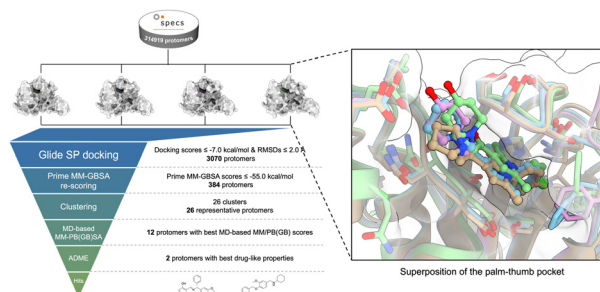 specs
314919 protomers
Glide SP docking
Docking scores ≤ -7.0 kcal/mol & RMSDs ≤ 2.0
3070 protomers
Prime MM-GBSA
re-scoring
Prime MM-GBSA scores ≤ -55.0 kcal/mol
384 protomers
Clustering
26 clusters
26 representative protomers
MD-based
MM-PB(GB)SA
12 protomers with best MD-based MM/PB(GB) scores
ADME
2 protomers with best drug-like properties
Hits
Superposition of the palm-thumb pocket